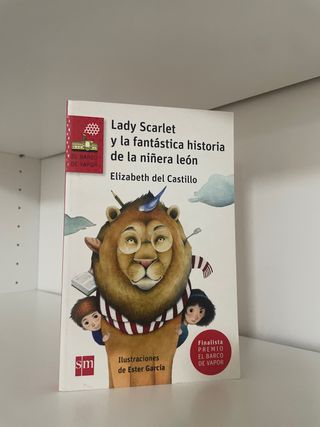 EL BARCO
DE VAPOR
Lady Scarlet
y la fantástica historia
de la niñera león
Elizabeth del Castillo
Finalista
PREMIO
EL BARCO
DE VAPOR
Ilustraciones
de Ester García
sm